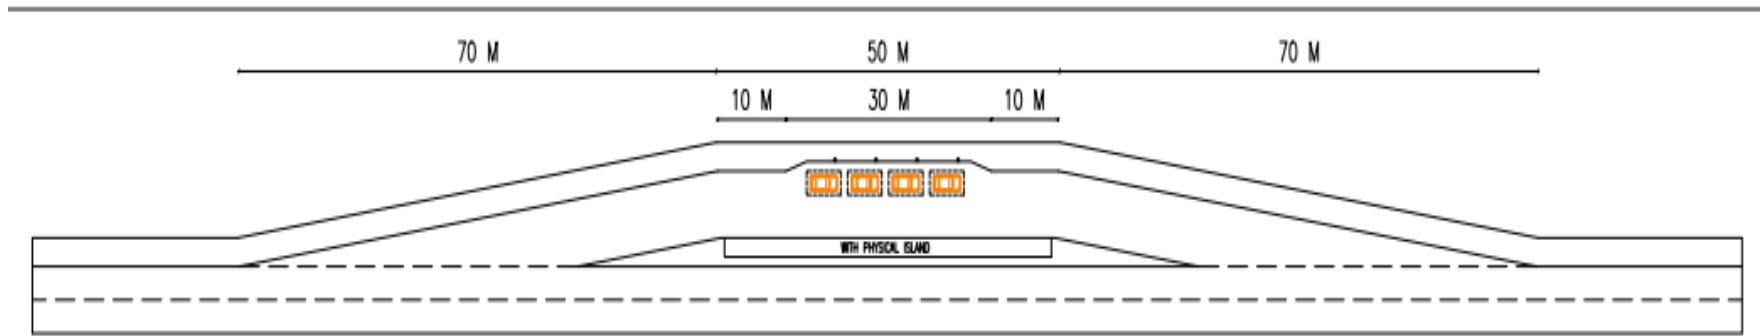 70 M 50 M 70 M
10 M 30 M 10 M
WITH PHYSICAL ISLAND